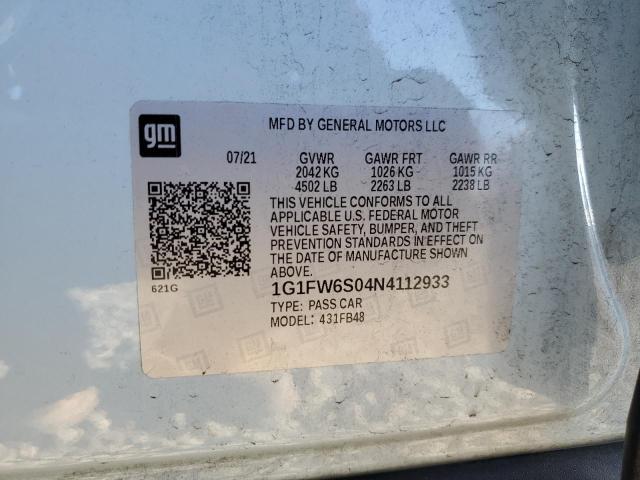 gm
MFD BY GENERAL MOTORS LLC
07/21 GVWR GAWR FRT GAWR RR
2042 KG 1026 KG 1015 KG
4502 LB 2263 LB 2238 LB
THIS VEHICLE CONFORMS TO ALL
APPLICABLE U.S. FEDERAL MOTOR
VEHICLE SAFETY, BUMPER, AND THEFT
PREVENTION STANDARDS IN EFFECT ON
THE DATE OF MANUFACTURE SHOWN
ABOVE.
621G
1G1FW6S04N4112933
TYPE: PASS CAR
MODEL: 431FB48